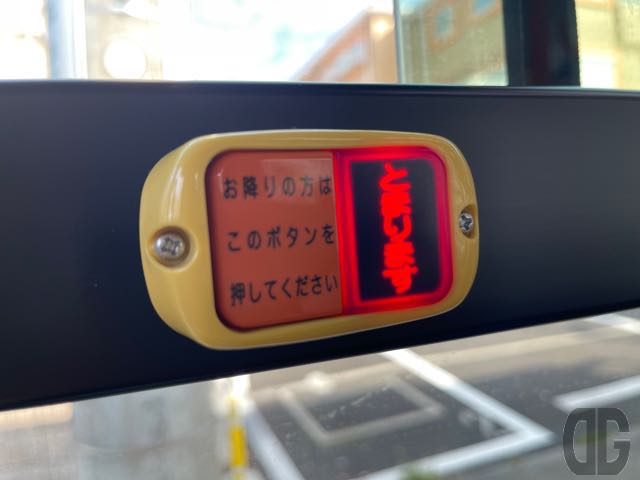 お降りの方は
このボタンを
押してください
とまります
DG